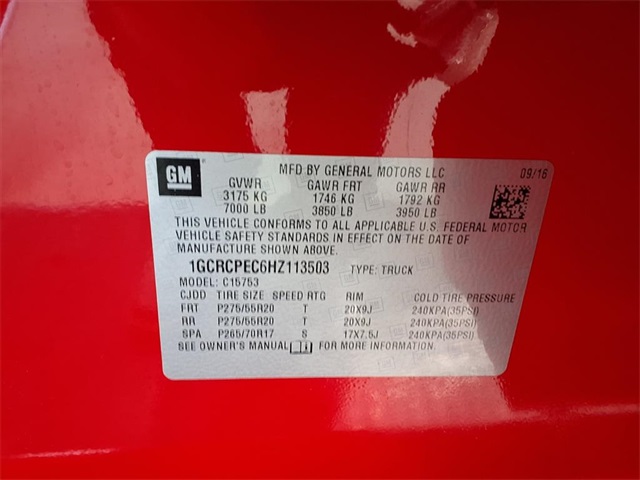 GM
MFD BY GENERAL MOTORS LLC 09/16
GVWR GAWR FRT GAWR RR
3175 KG 1746 KG 1792 KG
7000 LB 3850 LB 3950 LB
THIS VEHICLE CONFORMS TO ALL APPLICABLE U.S. FEDERAL MOTOR
VEHICLE SAFETY STANDARDS IN EFFECT ON THE DATE OF
MANUFACTURE SHOWN ABOVE.
1GCRCPEC6HZ113503 TYPE: TRUCK
MODEL: C15753
CJDD TIRE SIZE SPEED RTG RIM COLD TIRE PRESSURE
FRT P275/55R20 T 20X9J 240KPA(35PSI)
RR P275/55R20 T 20X9J 240KPA(35PSI)
SPA P265/70R17 S 17X7.5J 240KPA(35PSI)
SEE OWNER'S MANUAL FOR MORE INFORMATION.